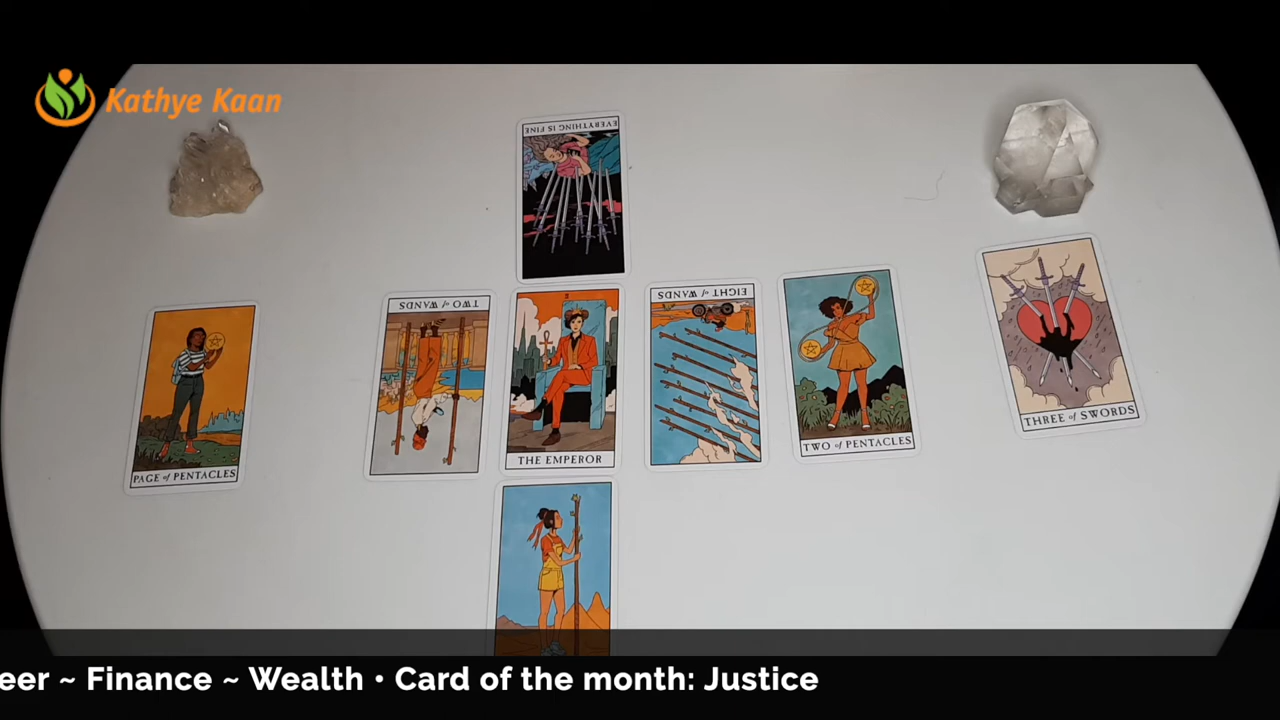 Kathye Kaan
EVERYTHING IS FINE
PAGE of PENTACLES
TWO of WANDS
THE EMPEROR
EIGHT of WANDS
TWO of PENTACLES
THREE of SWORDS
eer ~ Finance ~ Wealth • Card of the month: Justice